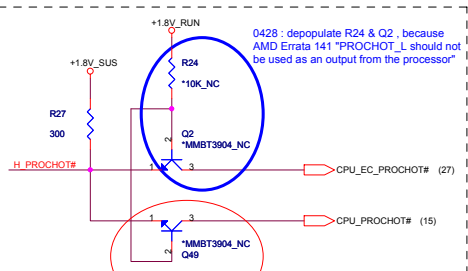 +1.8V_RUN
0428 : depopulate R24 & Q2 , because
AMD Errata 141 "PROCHOT_L should not
be used as an output from the processor"
+1.8V_SUS
R24
*10K_NC
R27
300
2
Q2
*MMBT3904_NC
H_PROCHOT#
1
3
CPU_EC_PROCHOT# (27)
1
3
CPU_PROCHOT# (15)
2
*MMBT3904_NC
Q49